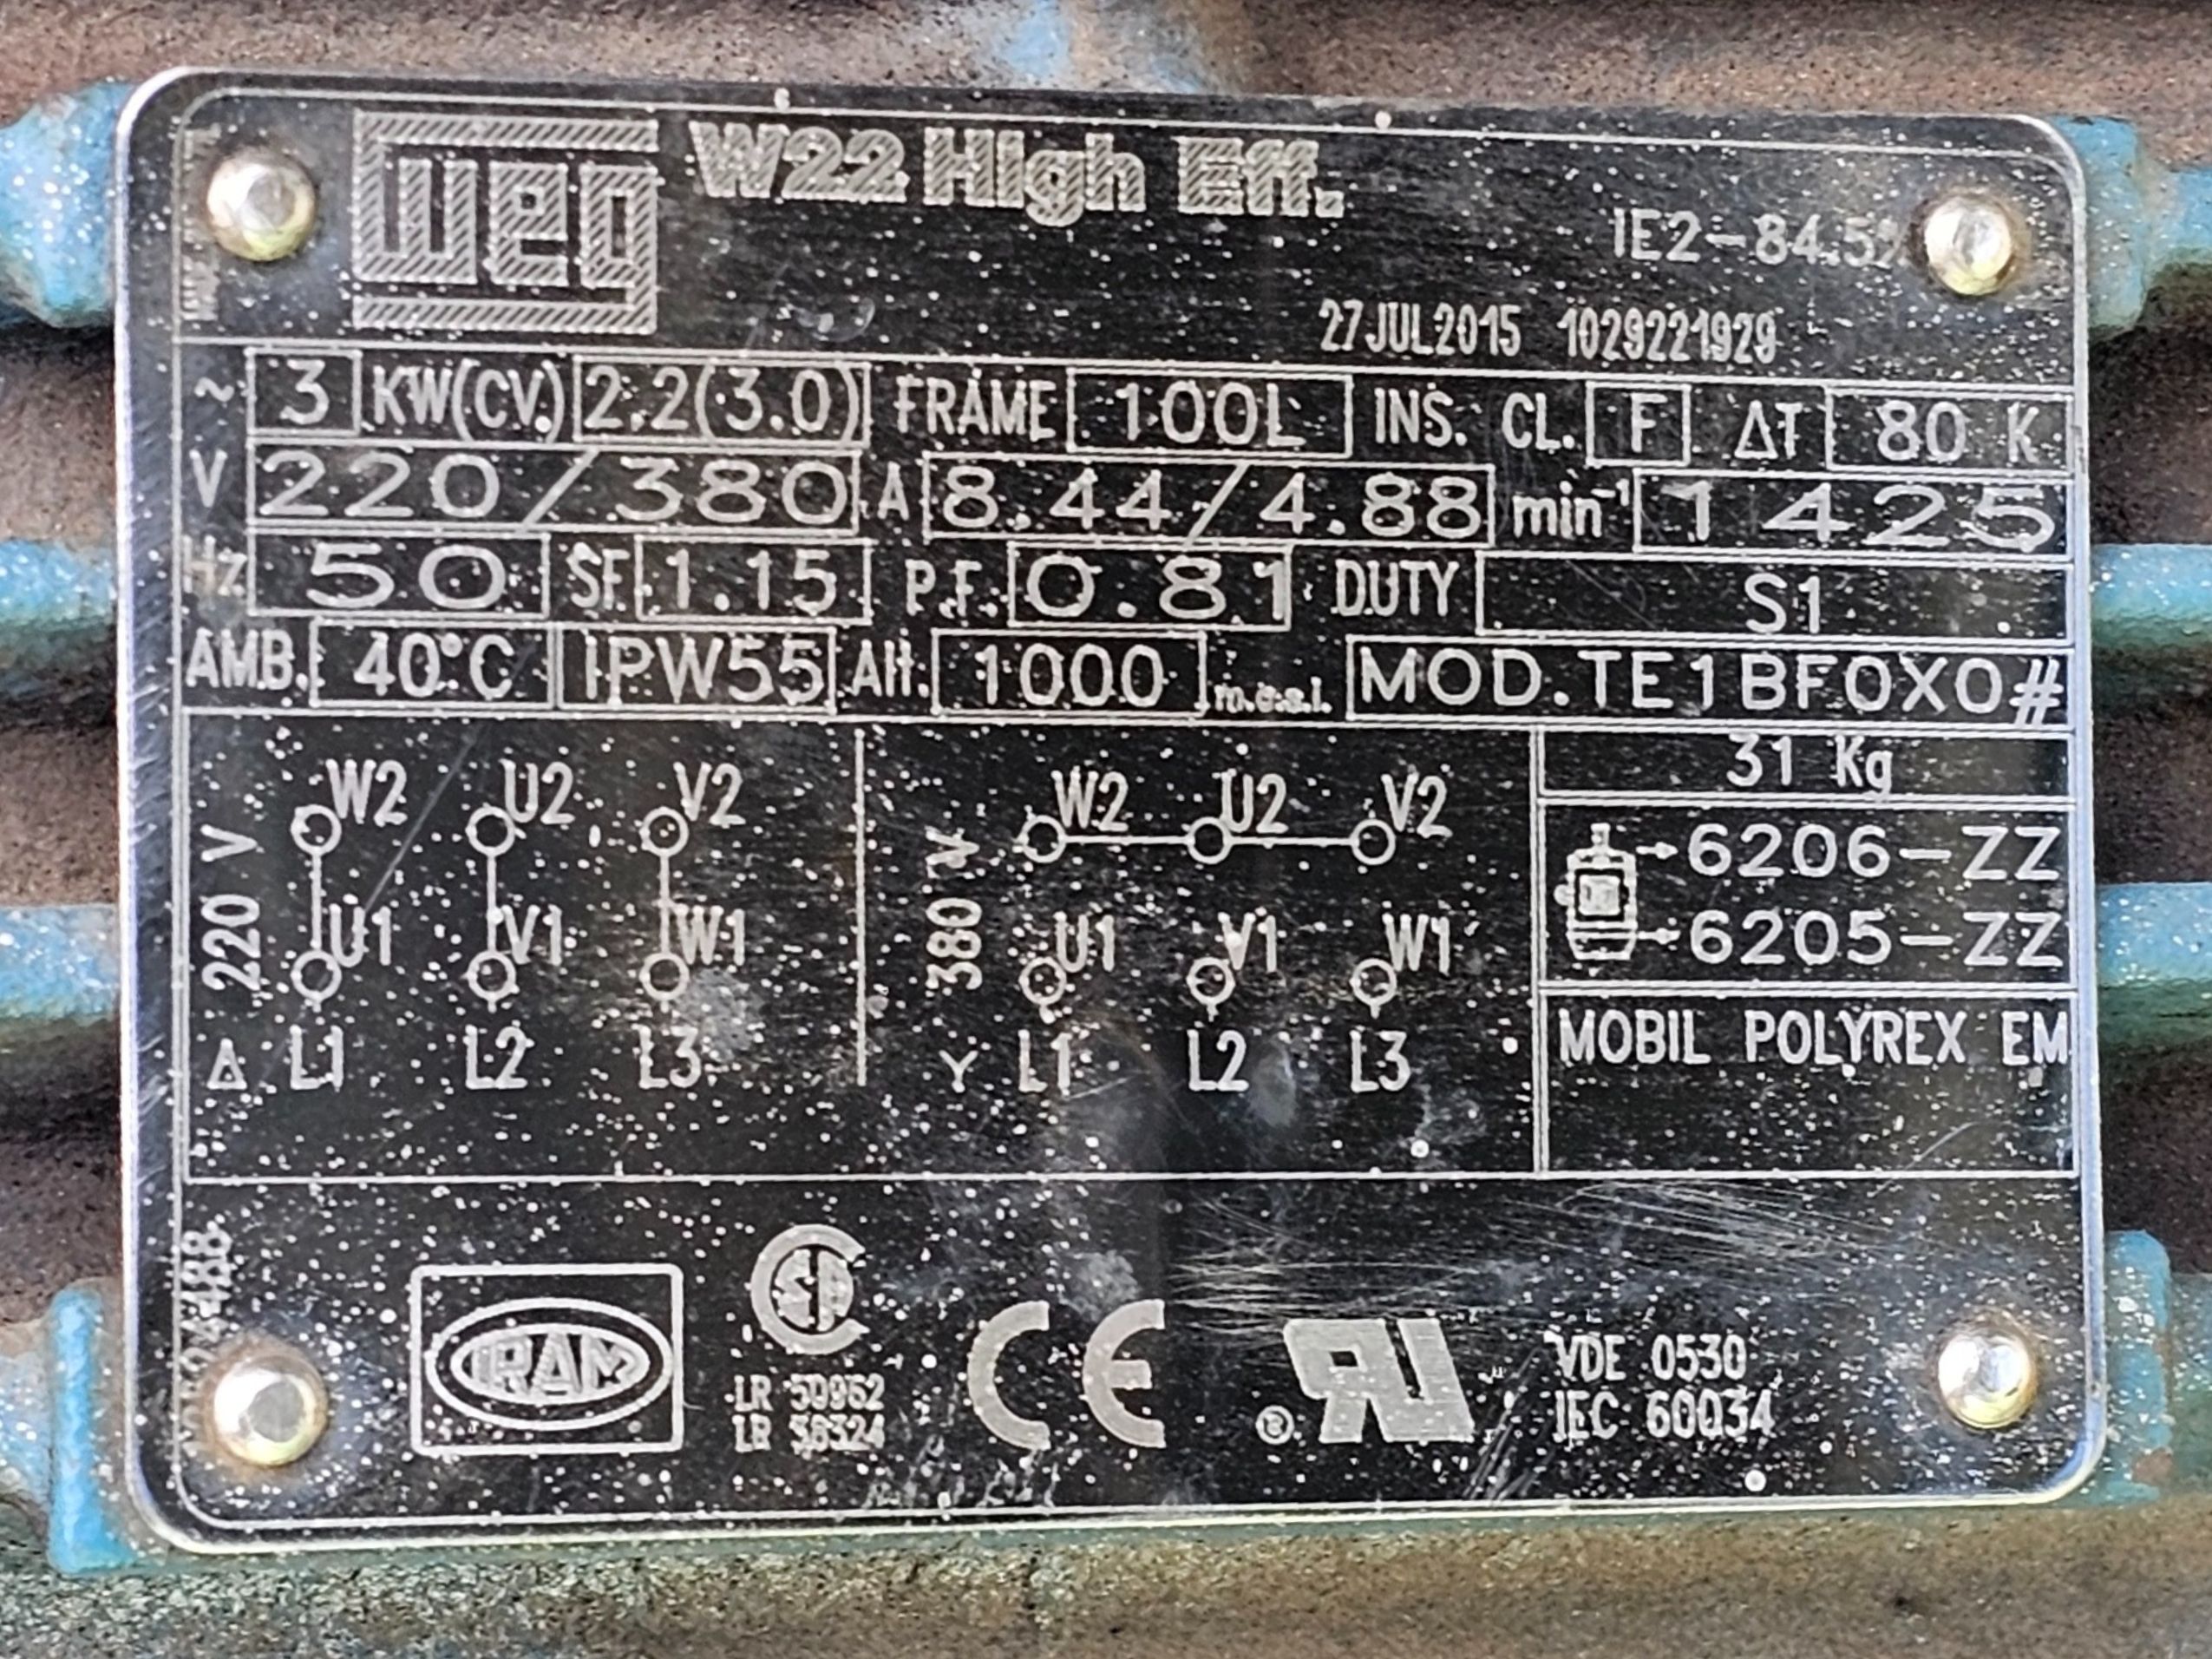 WEG W22 High Eff.
IE2-84.5%
27JUL2015 1029221929
~ 3 KW(CV) 2.2(3.0) FRAME 100L INS. CL. F ΔT 80 K
V 220/380 A 8.44/4.88 min⁻¹ 1425
Hz 50 SF 1.15 P.F. 0.81 DUTY S1
AMB. 40°C IPW55 Alt. 1000 m.a.s.l. MOD.TE1BF0X0#
31 Kg
W2 U2 V2
U1 V1 W1
220 V
Δ L1 L2 L3
W2 U2 V2
U1 V1 W1
380 V
Y L1 L2 L3
6206-ZZ
6205-ZZ
MOBIL POLYREX EM
IRAM
LR 50962
LR 38324
CE
®
VDE 0530
IEC 60034